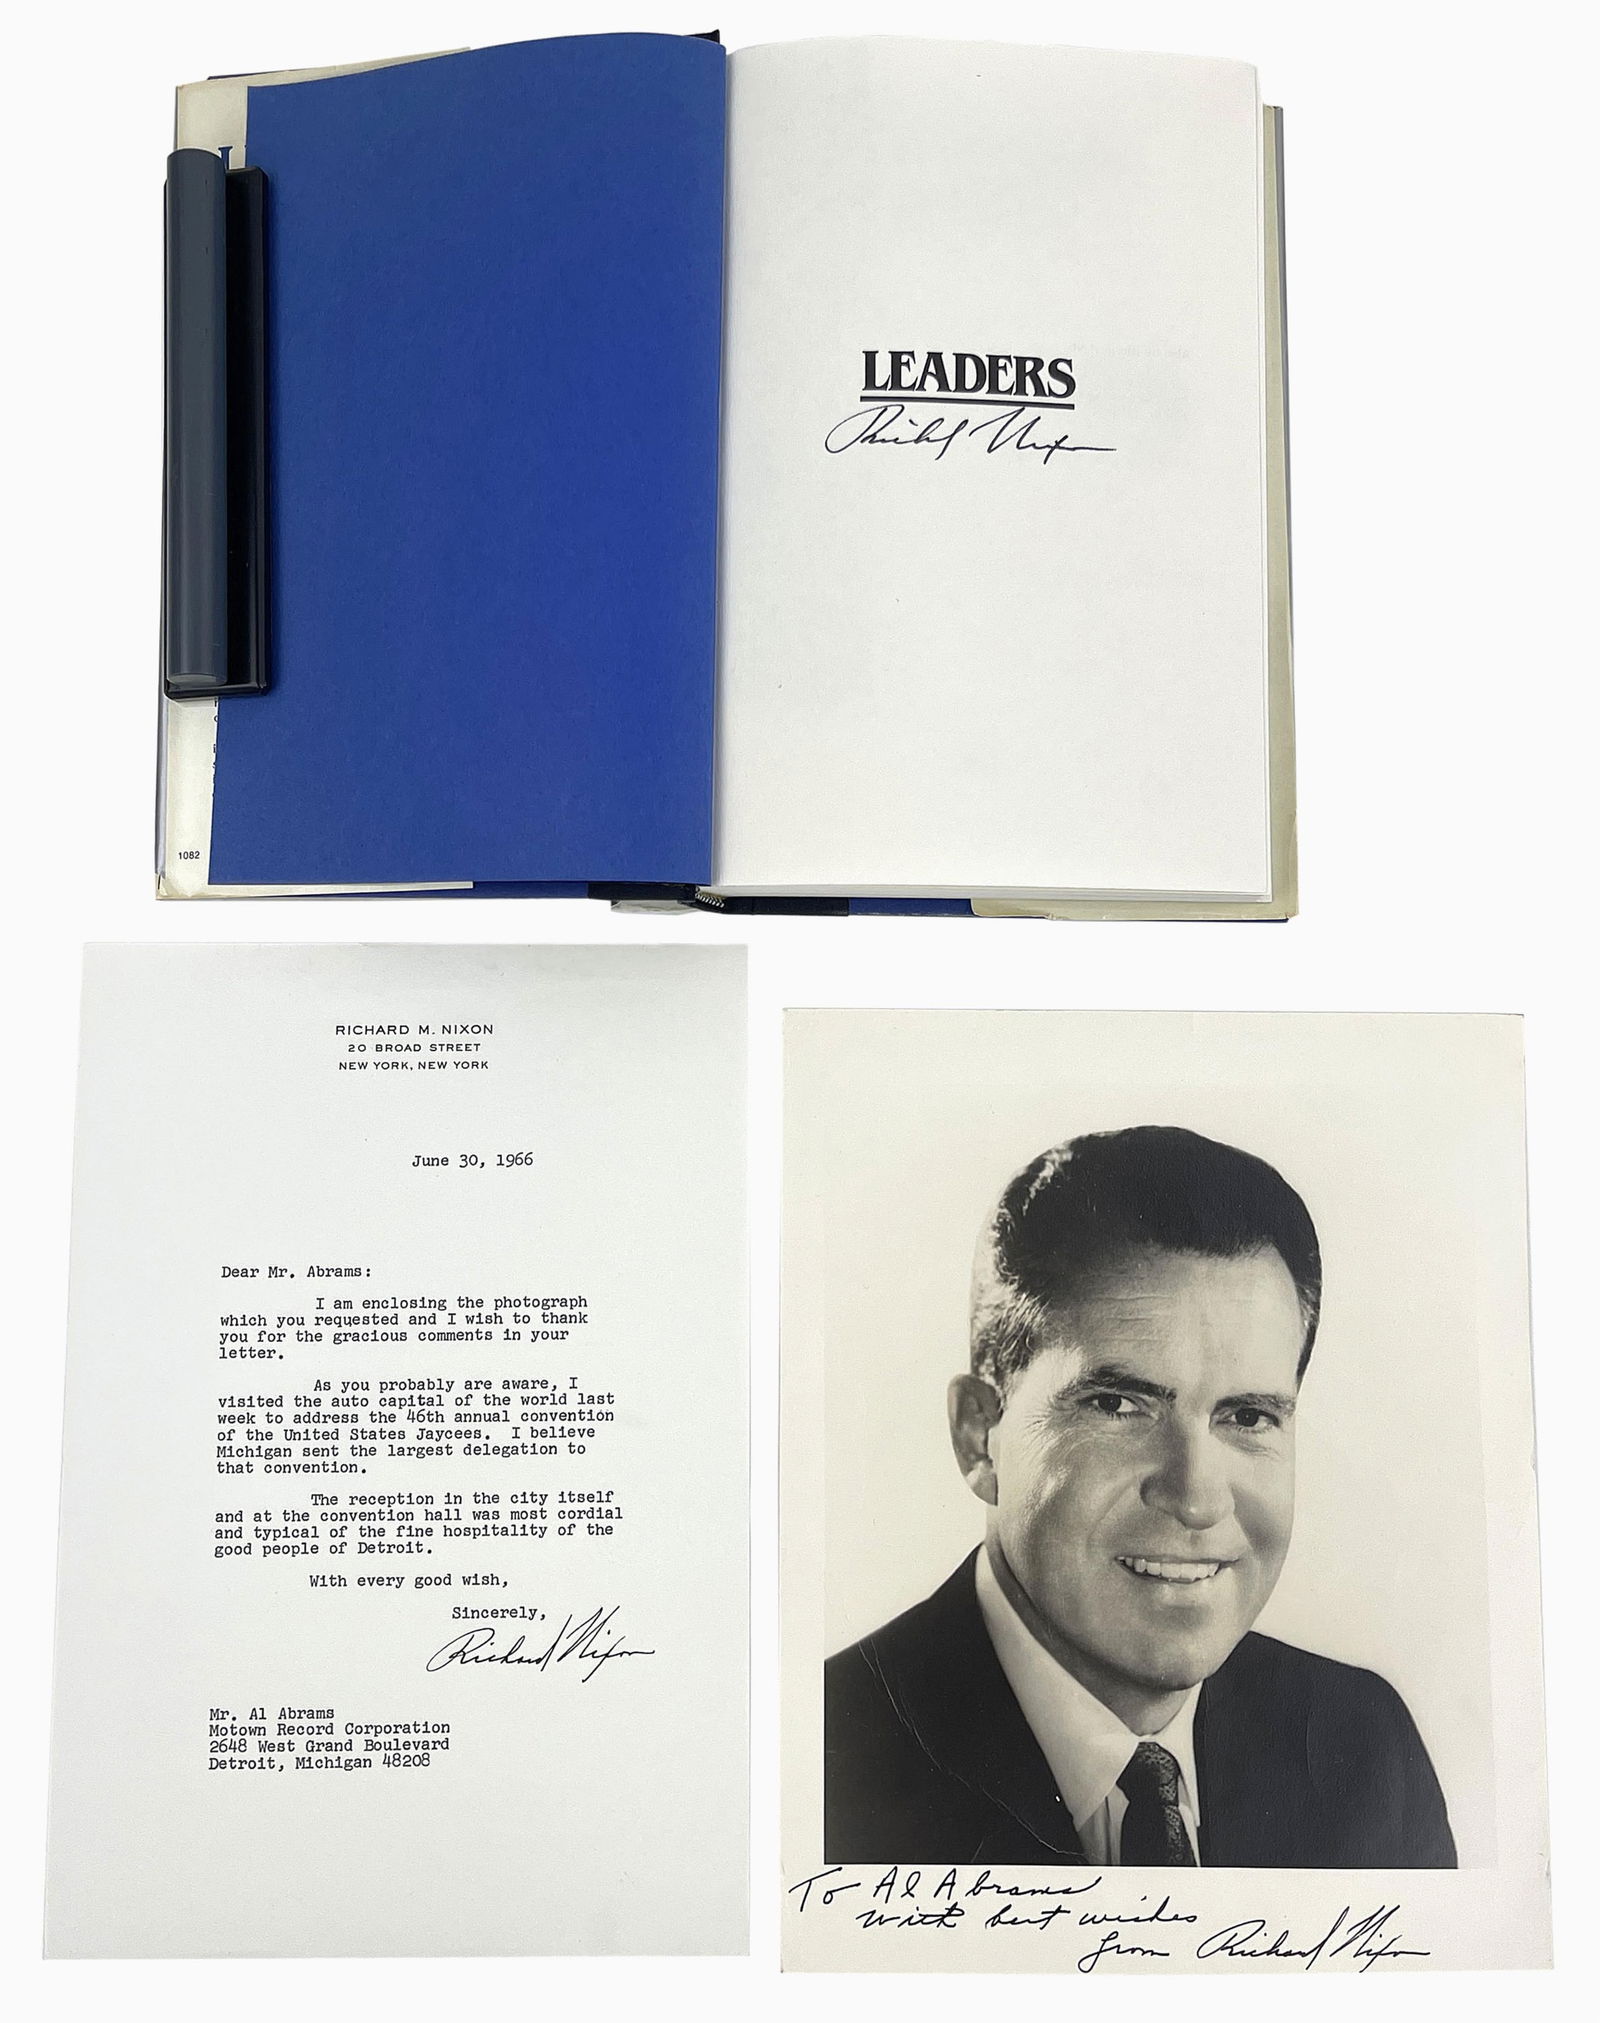 LEADERS
Richard Nixon
1082
RICHARD M. NIXON
20 BROAD STREET
NEW YORK, NEW YORK
June 30, 1966
Dear Mr. Abrams:
I am enclosing the photograph
which you requested and I wish to thank
you for the gracious comments in your
letter.
As you probably are aware, I
visited the auto capital of the world last
week to address the 46th annual convention
of the United States Jaycees. I believe
Michigan sent the largest delegation to
that convention.
The reception in the city itself
and at the convention hall was most cordial
and typical of the fine hospitality of the
good people of Detroit.
With every good wish,
Sincerely,
Richard Nixon
Mr. Al Abrams
Motown Record Corporation
2648 West Grand Boulevard
Detroit, Michigan 48208
To Al Abrams
with best wishes
from Richard Nixon